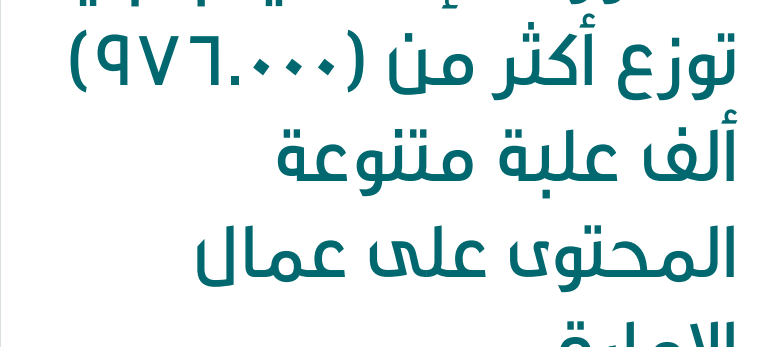 توزع أكثر من (٩٧٦.٠٠٠)
ألف علبة متنوعة
المحتوى على عمال